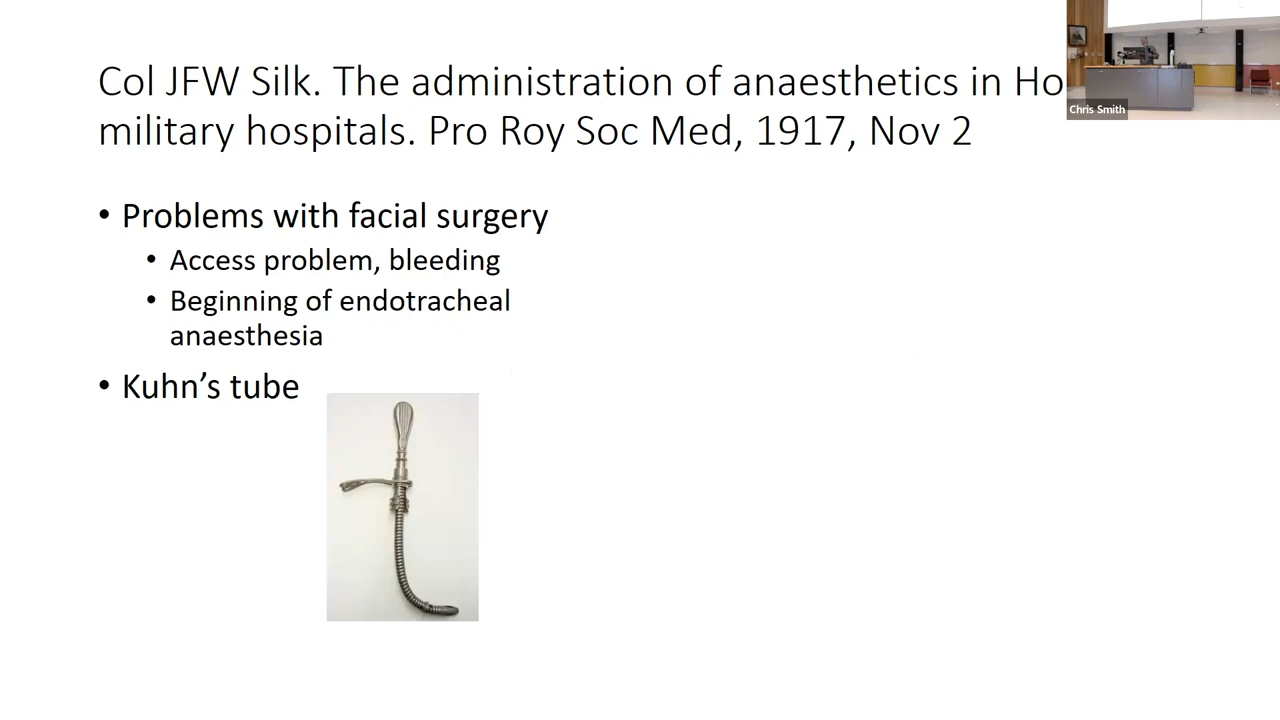 Col JFW Silk. The administration of anaesthetics in Ho
military hospitals. Pro Roy Soc Med, 1917, Nov 2
• Problems with facial surgery
• Access problem, bleeding
• Beginning of endotracheal
anaesthesia
• Kuhn’s tube
Chris Smith